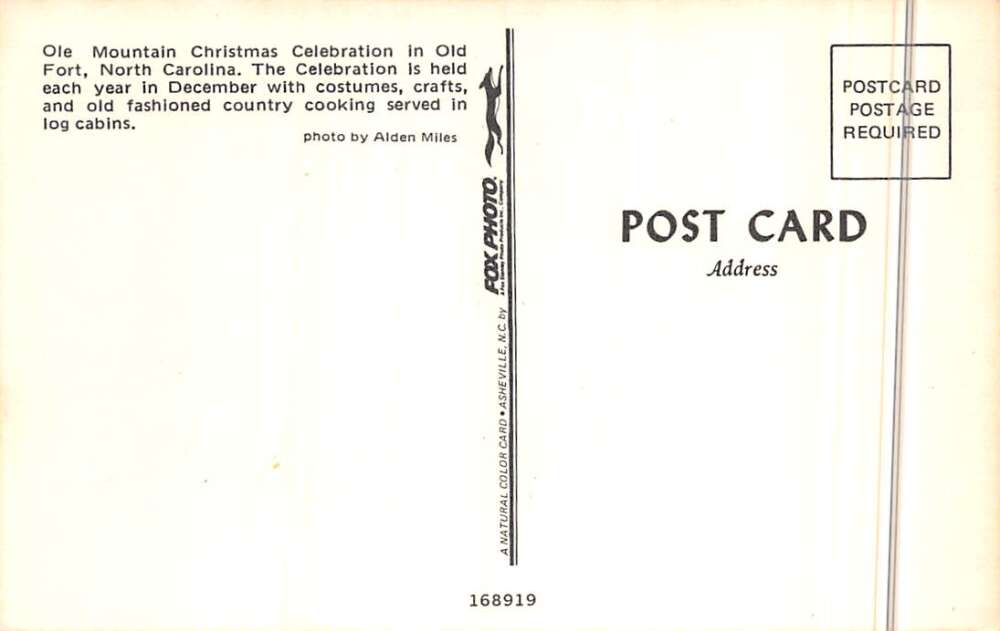 Ole Mountain Christmas Celebration in Old
Fort, North Carolina. The Celebration is held
each year in December with costumes, crafts,
and old fashioned country cooking served in
log cabins.
photo by Alden Miles
A NATURAL COLOR CARD • ASHEVILLE, N.C. by
FOX PHOTO.
POSTCARD
POSTAGE
REQUIRED
POST CARD
Address
168919